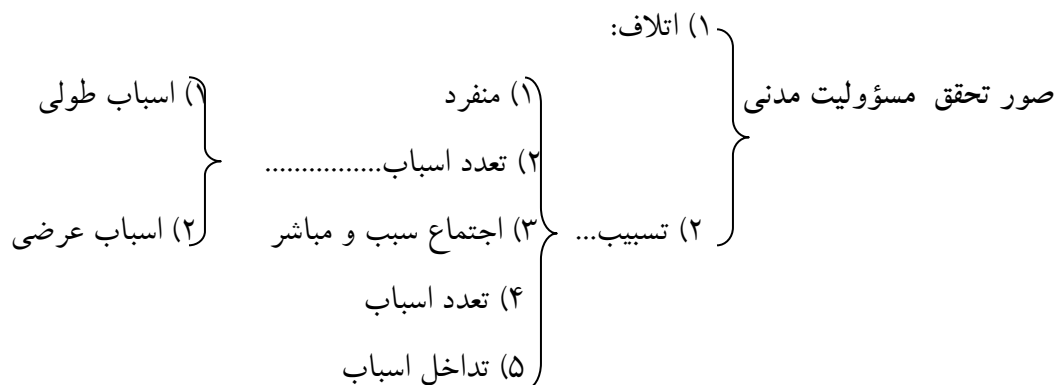 ۱) اتلاف:
صور تحقق مسؤولیت مدنی
۱) منفرد
۱) اسباب طولی
۲) تعدد اسباب................
۲) تسبیب...
۳) اجتماع سبب و مباشر
۲) اسباب عرضی
۴) تعدد اسباب
۵) تداخل اسباب